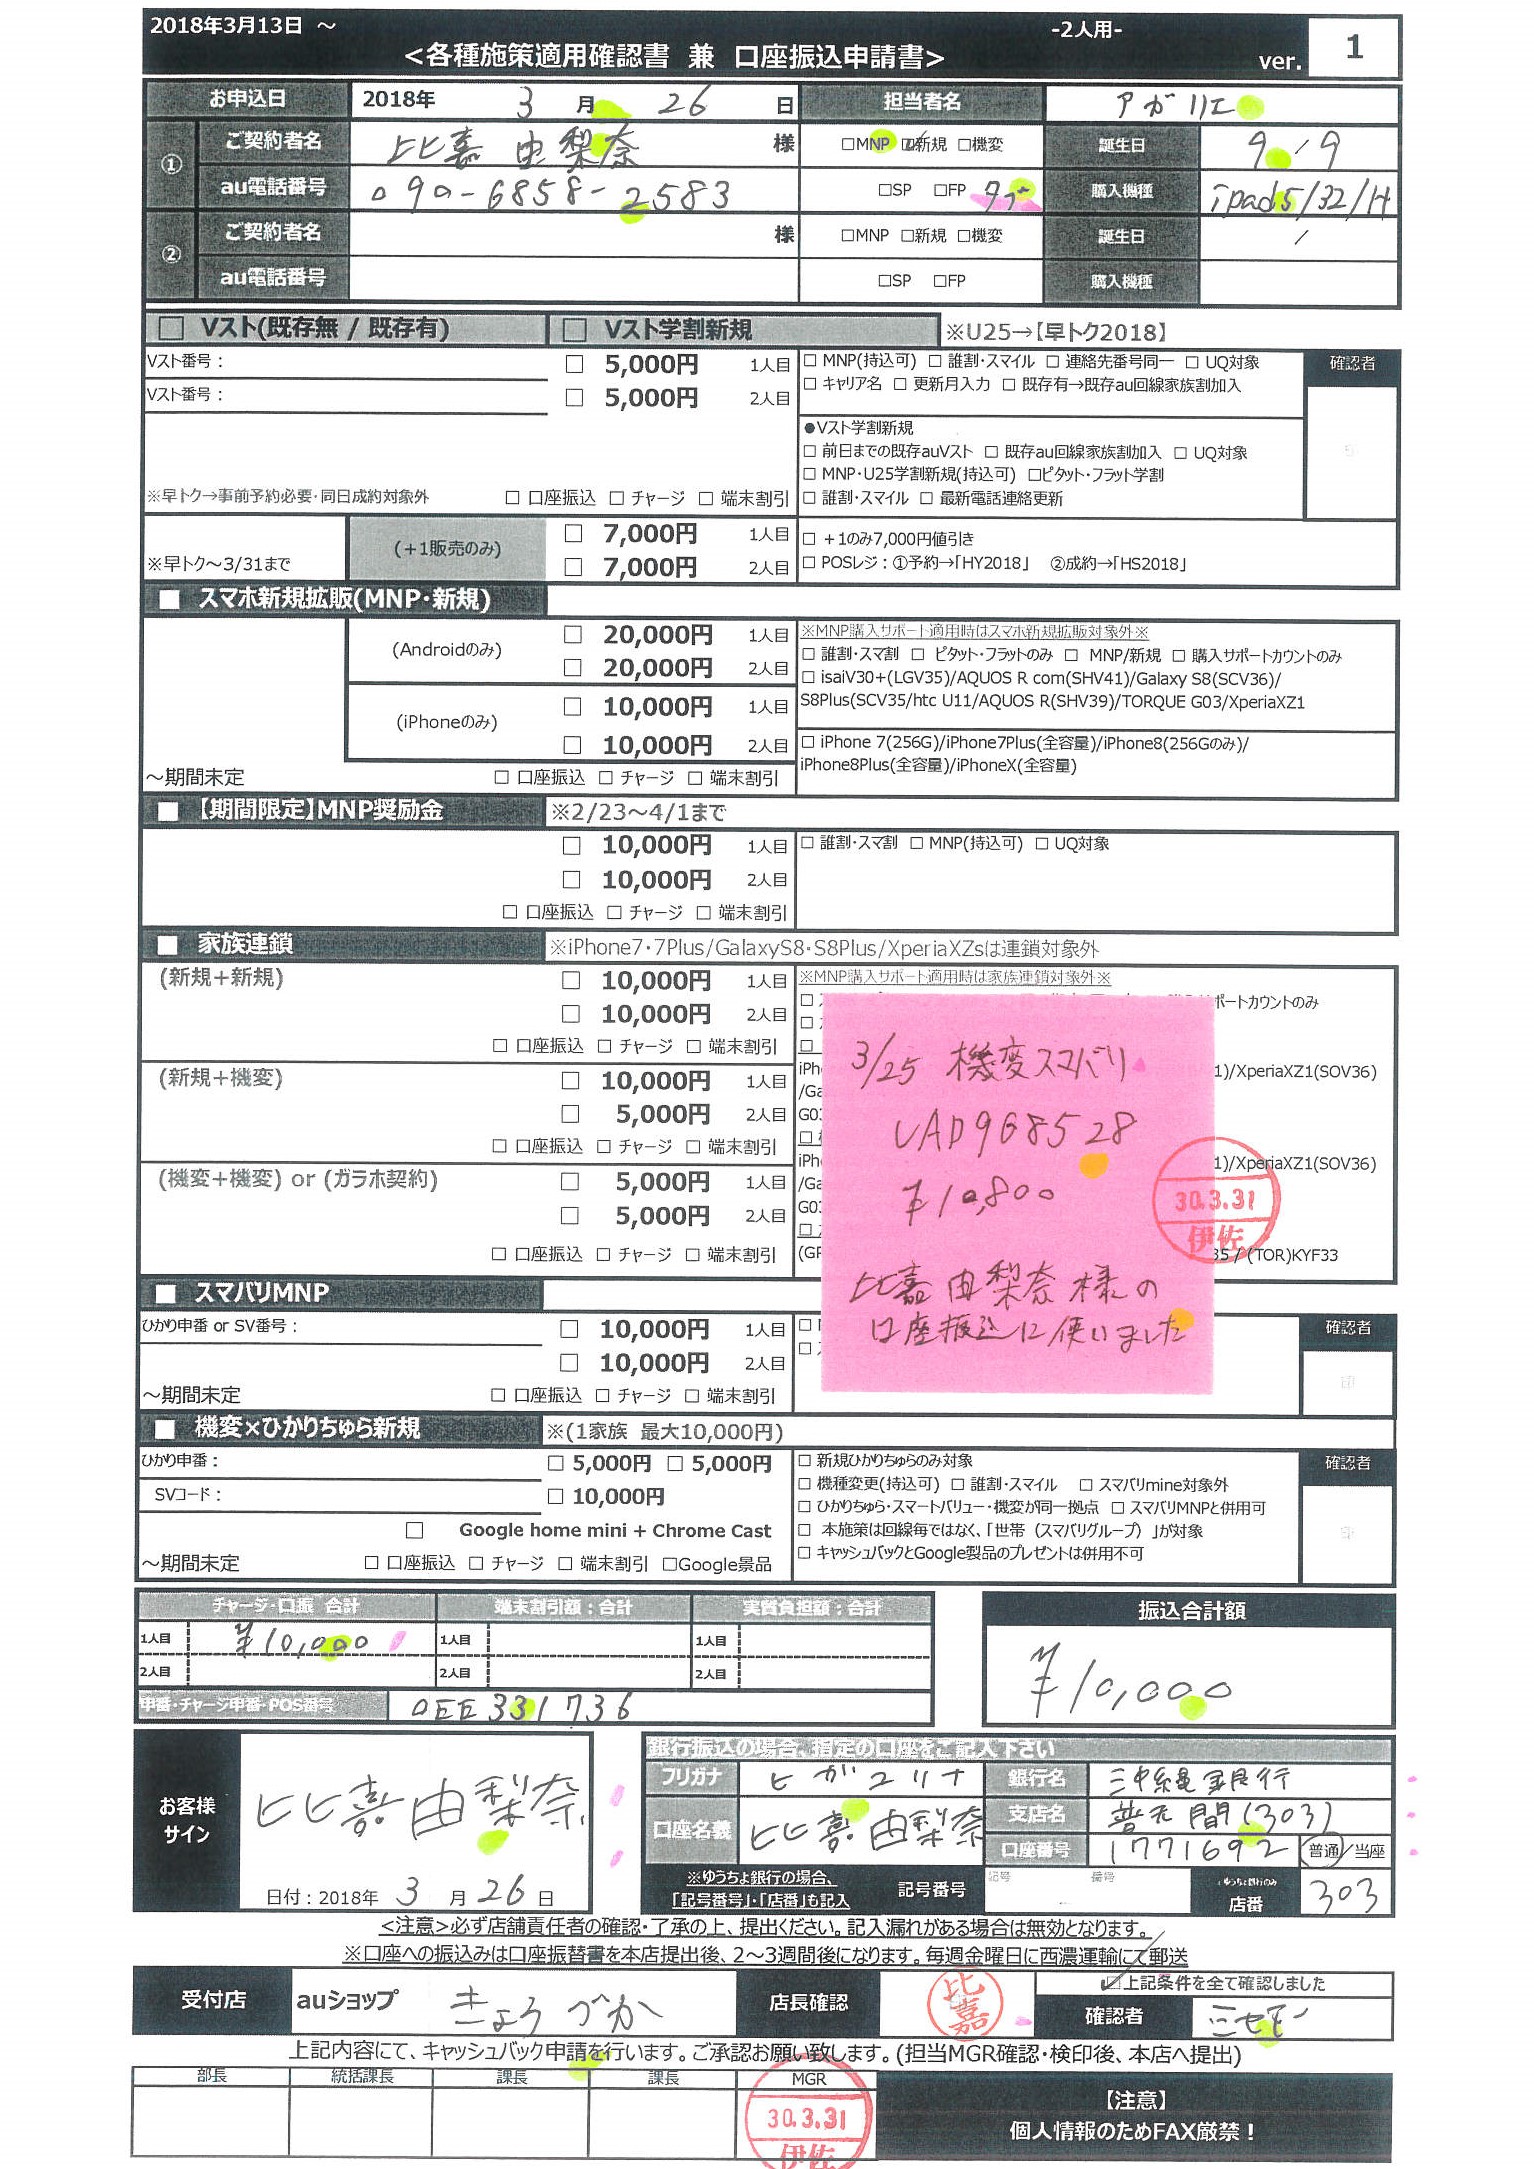 2018年3月13日 ～
-2人用-
<各種施策適用確認書 兼 口座振込申請書>
ver. 1
お申込日 2018年 3 月 26 日 担当者名 アガリエ
① ご契約者名 比嘉 由梨奈 様 □MNP ☑新規 □機変 誕生日 9/9
au電話番号 090-6858-2583 □SP □FP タブ 購入機種 ipad5/32/H
② ご契約者名 様 □MNP □新規 □機変 誕生日 /
au電話番号 □SP □FP 購入機種
□ Vスト(既存無 / 既存有) □ Vスト学割新規 ※U25→【早トク2018】
Vスト番号： □ 5,000円 1人目 □ MNP(持込可) □ 誰割・スマイル □ 連絡先番号同一 □ UQ対象 確認者
□ キャリア名 □ 更新月入力 □ 既存有→既存au回線家族割加入
Vスト番号： □ 5,000円 2人目
●Vスト学割新規
□ 前日までの既存auVスト □ 既存au回線家族割加入 □ UQ対象
□ MNP・U25学割新規(持込可) □ピタット・フラット学割
※早トク→事前予約必要・同日成約対象外 □ 口座振込 □ チャージ □ 端末割引 □ 誰割・スマイル □ 最新電話連絡更新
(＋1販売のみ) □ 7,000円 1人目 □ ＋1のみ7,000円値引き
※早トク～3/31まで □ 7,000円 2人目 □ POSレジ：①予約→「HY2018」 ②成約→「HS2018」
■ スマホ新規拡販(MNP・新規)
(Androidのみ) □ 20,000円 1人目 ※MNP購入サポート適用時はスマホ新規拡販対象外※
□ 20,000円 2人目 □ 誰割・スマ割 □ ピタット・フラットのみ □ MNP/新規 □ 購入サポートカウントのみ
□ isaiV30+(LGV35)/AQUOS R com(SHV41)/Galaxy S8(SCV36)/
(iPhoneのみ) □ 10,000円 1人目 S8Plus(SCV35/htc U11/AQUOS R(SHV39)/TORQUE G03/XperiaXZ1
□ 10,000円 2人目 □ iPhone 7(256G)/iPhone7Plus(全容量)/iPhone8(256Gのみ)/
iPhone8Plus(全容量)/iPhoneX(全容量)
～期間未定 □ 口座振込 □ チャージ □ 端末割引
■ 【期間限定】MNP奨励金 ※2/23～4/1まで
□ 10,000円 1人目 □ 誰割・スマ割 □ MNP(持込可) □ UQ対象
□ 10,000円 2人目
□ 口座振込 □ チャージ □ 端末割引
■ 家族連鎖 ※iPhone7・7Plus/GalaxyS8・S8Plus/XperiaXZsは連鎖対象外
(新規＋新規) □ 10,000円 1人目 ※MNP購入サポート適用時は家族連鎖対象外※
□ 10,000円 2人目 ポートカウントのみ
□ 口座振込 □ チャージ □ 端末割引
(新規＋機変) □ 10,000円 1人目 iPh 1)/XperiaXZ1(SOV36)
□ 5,000円 2人目 /Ga
G03
□ 口座振込 □ チャージ □ 端末割引
(機変＋機変) or (ガラホ契約) □ 5,000円 1人目 iPh 1)/XperiaXZ1(SOV36)
□ 5,000円 2人目 /Ga
G03
□ 口座振込 □ チャージ □ 端末割引 (GR 35/(TOR)KYF33
3/25 機変スマバリ
VAD968528
¥10,800
比嘉 由梨奈 様の
口座振込に使いました
30.3.31
伊佐
■ スマバリMNP
ひかり申番 or SV番号： □ 10,000円 1人目 確認者
□ 10,000円 2人目
～期間未定 □ 口座振込 □ チャージ □ 端末割引
■ 機変×ひかりちゅら新規 ※(1家族 最大10,000円)
ひかり申番： □ 5,000円 □ 5,000円 □ 新規ひかりちゅらのみ対象 確認者
SVコード： □ 10,000円 □ 機種変更(持込可) □ 誰割・スマイル □ スマバリmine対象外
□ ひかりちゅら・スマートバリュー・機変が同一拠点 □ スマバリMNPと併用可
□ Google home mini + Chrome Cast □ 本施策は回線毎ではなく、「世帯（スマバリグループ）」が対象
～期間未定 □ 口座振込 □ チャージ □ 端末割引 □Google景品 □ キャッシュバックとGoogle製品のプレゼントは併用不可
チャージ・口振 合計 端末割引額：合計 実質負担額：合計 振込合計額
1人目 ¥10,000 1人目 1人目 ¥10,000
2人目 2人目 2人目
申番・チャージ申番・POS番号 0EE331736
お客様サイン 比嘉 由梨奈
日付：2018年 3 月 26 日
銀行振込の場合、指定の口座をご記入下さい
フリガナ ヒガユリナ 銀行名 沖縄銀行
口座名義 比嘉 由梨奈 支店名 普天間(303)
口座番号 1771692 普通/当座
※ゆうちょ銀行の場合、「記号番号」・「店番」も記入 記号番号 記号 番号 ゆうちょ銀行のみ 店番 303
<注意>必ず店舗責任者の確認・了承の上、提出ください。記入漏れがある場合は無効となります。
※口座への振込みは口座振替書を本店提出後、2～3週間後になります。毎週金曜日に西濃運輸にて郵送
受付店 auショップ きょうづか 店長確認 比嘉 ☑上記条件を全て確認しました
確認者
上記内容にて、キャッシュバック申請を行います。ご承認お願い致します。(担当MGR確認・検印後、本店へ提出)
部長 統括課長 課長 課長 MGR
30.3.31
伊佐
【注意】
個人情報のためFAX厳禁！